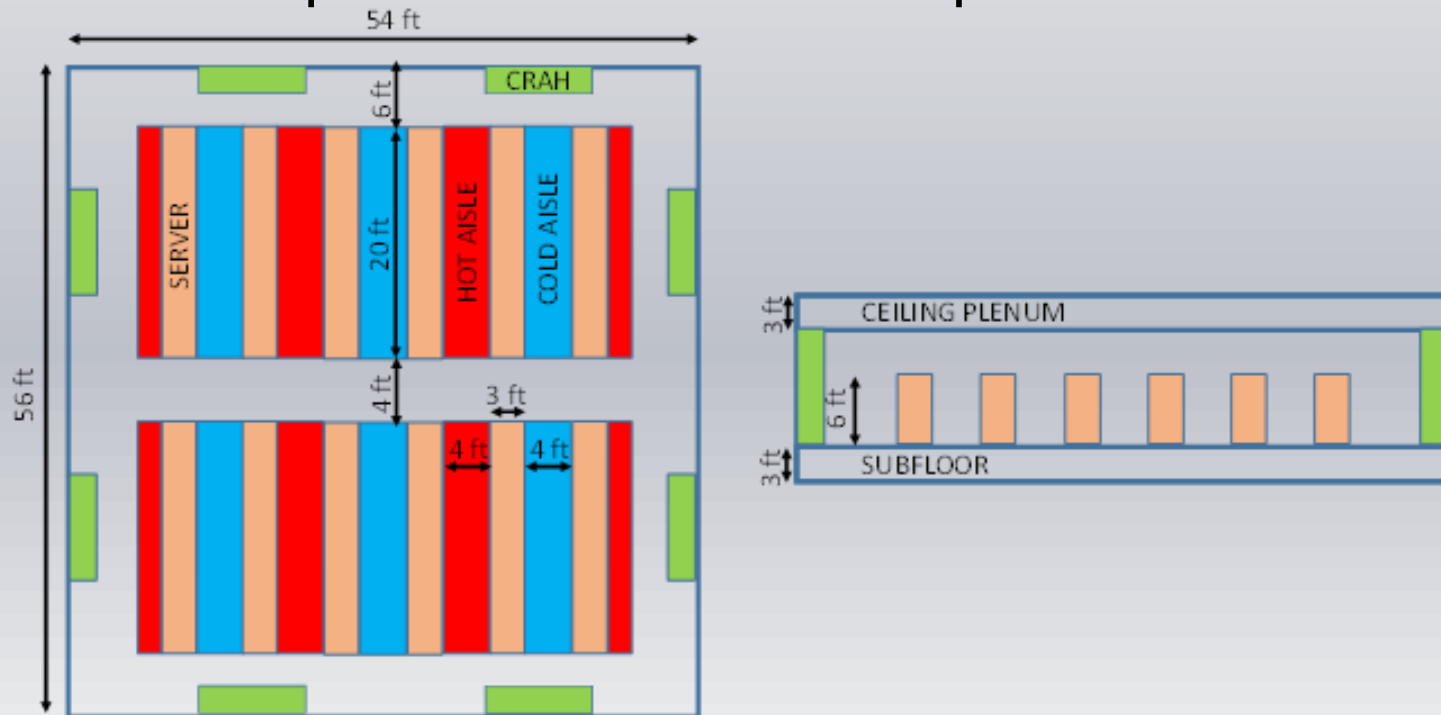 54 ft
CRAH
6 ft
SERVER
20 ft
HOT AISLE
COLD AISLE
56 ft
4 ft
3 ft
4 ft
4 ft
3 ft
CEILING PLENUM
6 ft
3 ft
SUBFLOOR